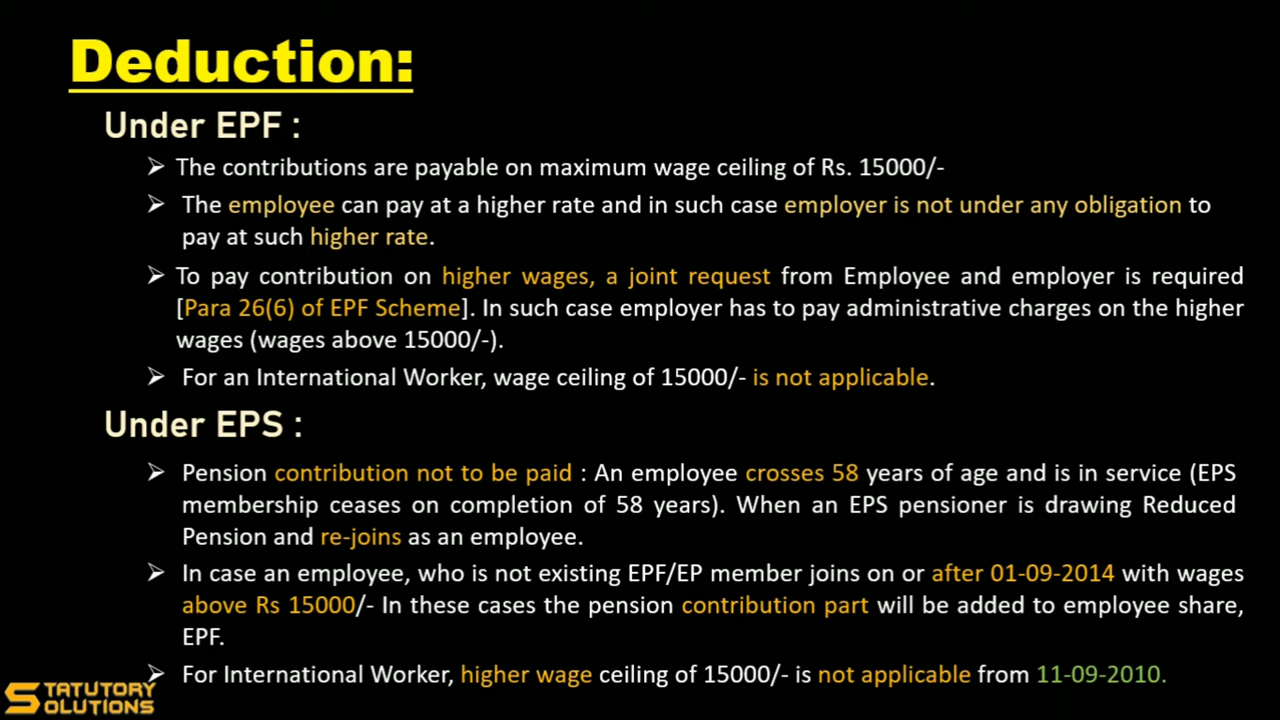 Deduction:
Under EPF :
➢ The contributions are payable on maximum wage ceiling of Rs. 15000/-
➢ The employee can pay at a higher rate and in such case employer is not under any obligation to
pay at such higher rate.
➢ To pay contribution on higher wages, a joint request from Employee and employer is required
[Para 26(6) of EPF Scheme]. In such case employer has to pay administrative charges on the higher
wages (wages above 15000/-).
➢ For an International Worker, wage ceiling of 15000/- is not applicable.
Under EPS :
➢ Pension contribution not to be paid : An employee crosses 58 years of age and is in service (EPS
membership ceases on completion of 58 years). When an EPS pensioner is drawing Reduced
Pension and re-joins as an employee.
➢ In case an employee, who is not existing EPF/EP member joins on or after 01-09-2014 with wages
above Rs 15000/- In these cases the pension contribution part will be added to employee share,
EPF.
➢ For International Worker, higher wage ceiling of 15000/- is not applicable from 11-09-2010.
STATUTORY
SOLUTIONS